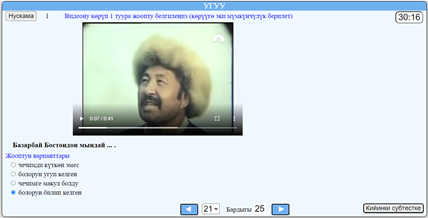 УГУУ
Нускама 1 Видеону көрүп 1 туура жоопту белгилеңиз (көрүүгө эки мүмкүнчүлүк берилет) 30:16
0:07 / 0:41
Базарбай Бостондон мындай ... .
Жооптун варианттары
чечимди күткөн эмес
болорун угуп келген
чечимге макул болду
болорун билип келген
21 Бардыгы 25
Кийинки субтестке